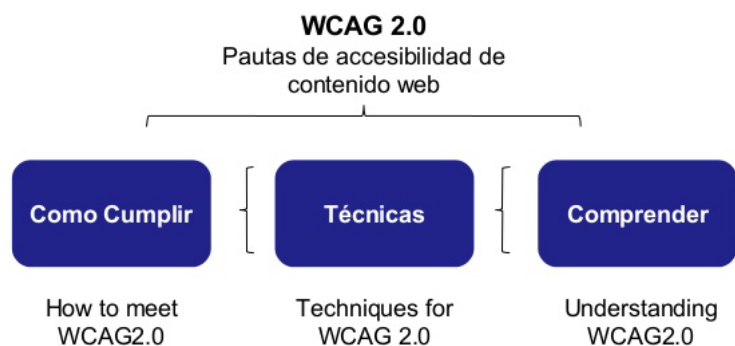 WCAG 2.0
Pautas de accesibilidad de
contenido web
Como Cumplir
Técnicas
Comprender
How to meet
WCAG2.0
Techniques for
WCAG 2.0
Understanding
WCAG2.0